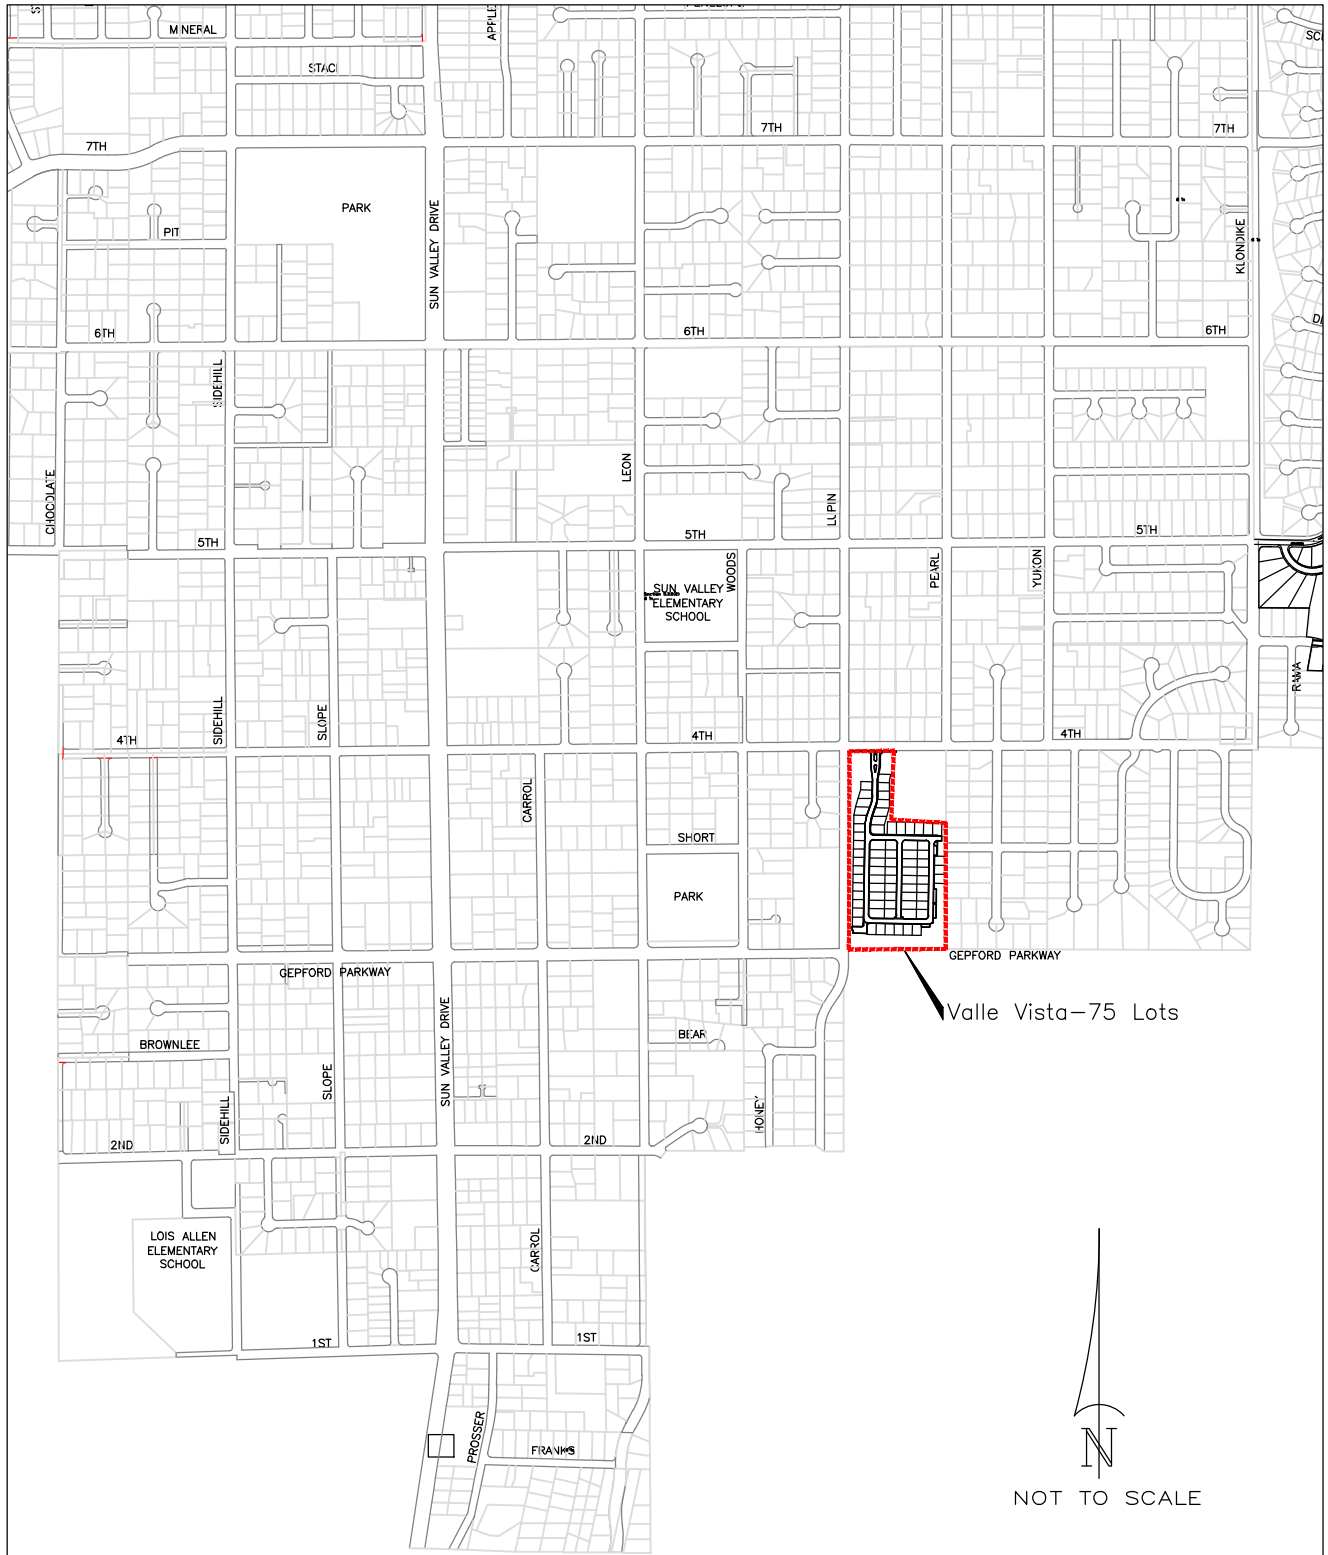 MINERAL
APPLE
STACI
7TH
7TH
7TH
PARK
SUN VALLEY DRIVE
PIT
KLONDIKE
6TH
6TH
6TH
SIDEHILL
CHOCOLATE
LEON
LUPIN
5TH
5TH
5TH
WOODS
PEARL
YUKON
SUN VALLEY
ELEMENTARY
SCHOOL
RAMA
SIDEHILL
SLOPE
4TH
4TH
4TH
CARROL
SHORT
PARK
GEPFORD PARKWAY
GEPFORD PARKWAY
Valle Vista-75 Lots
SUN VALLEY DRIVE
BEAR
BROWNLEE
SLOPE
SIDEHILL
HONEY
2ND
2ND
LOIS ALLEN
ELEMENTARY
SCHOOL
CARROL
1ST
1ST
PROSSER
FRANKS
N
NOT TO SCALE